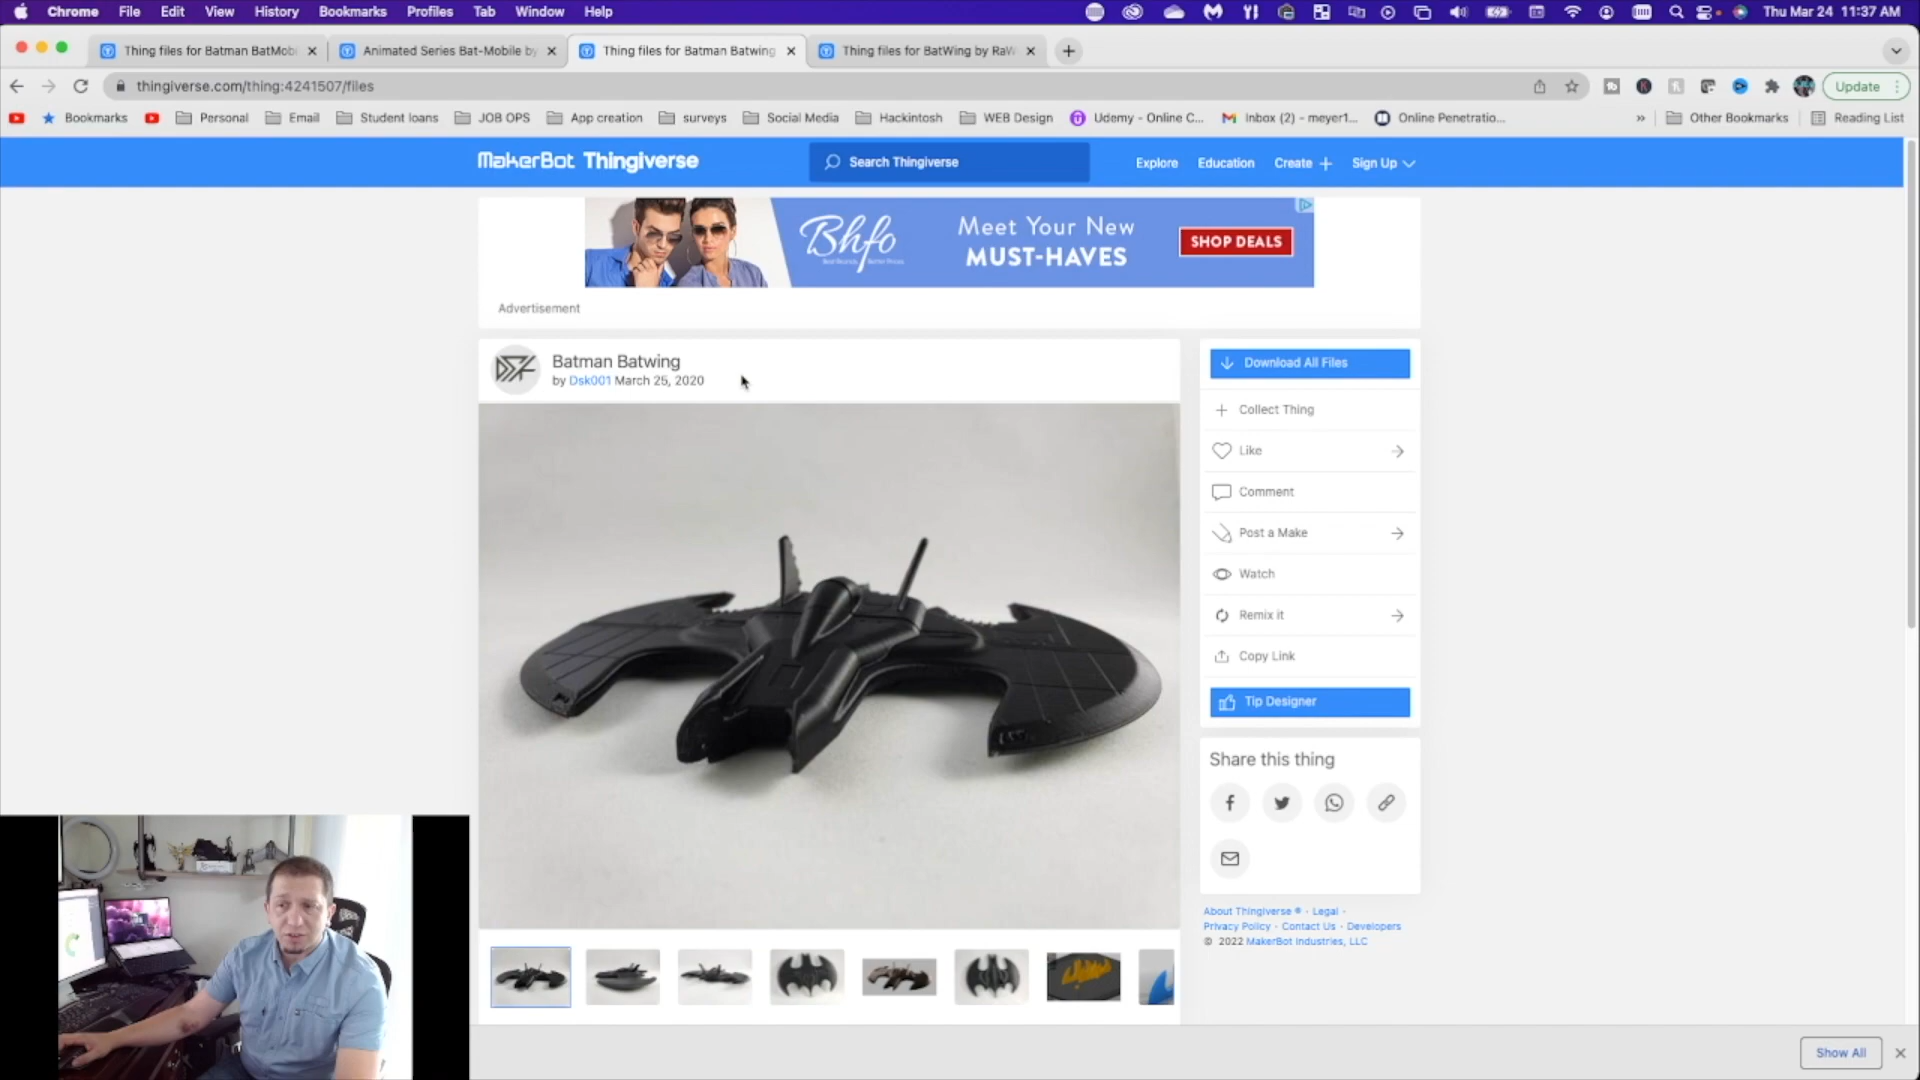 Chrome File Edit View History Bookmarks Profiles Tab Window Help Thu Mar 24 11:37 AM
Thing files for Batman BatMobi Animated Series Bat-Mobile by Thing files for Batman Batwing Thing files for BatWing by RaW
thingiverse.com/thing:4241507/files Update
Bookmarks Personal Email Student loans JOB OPS App creation surveys Social Media Hackintosh WEB Design Udemy - Online C... Inbox (2) - meyer1... Online Penetratio... » Other Bookmarks Reading List
MakerBot Thingiverse Search Thingiverse Explore Education Create + Sign Up
Bhfo
Meet Your New
MUST-HAVES
SHOP DEALS
Advertisement
Batman Batwing
by Dsk001 March 25, 2020
Download All Files
Collect Thing
Like
Comment
Post a Make
Watch
Remix it
Copy Link
Tip Designer
Share this thing
About Thingiverse ® · Legal ·
Privacy Policy · Contact Us · Developers
© 2022 MakerBot Industries, LLC
Show All